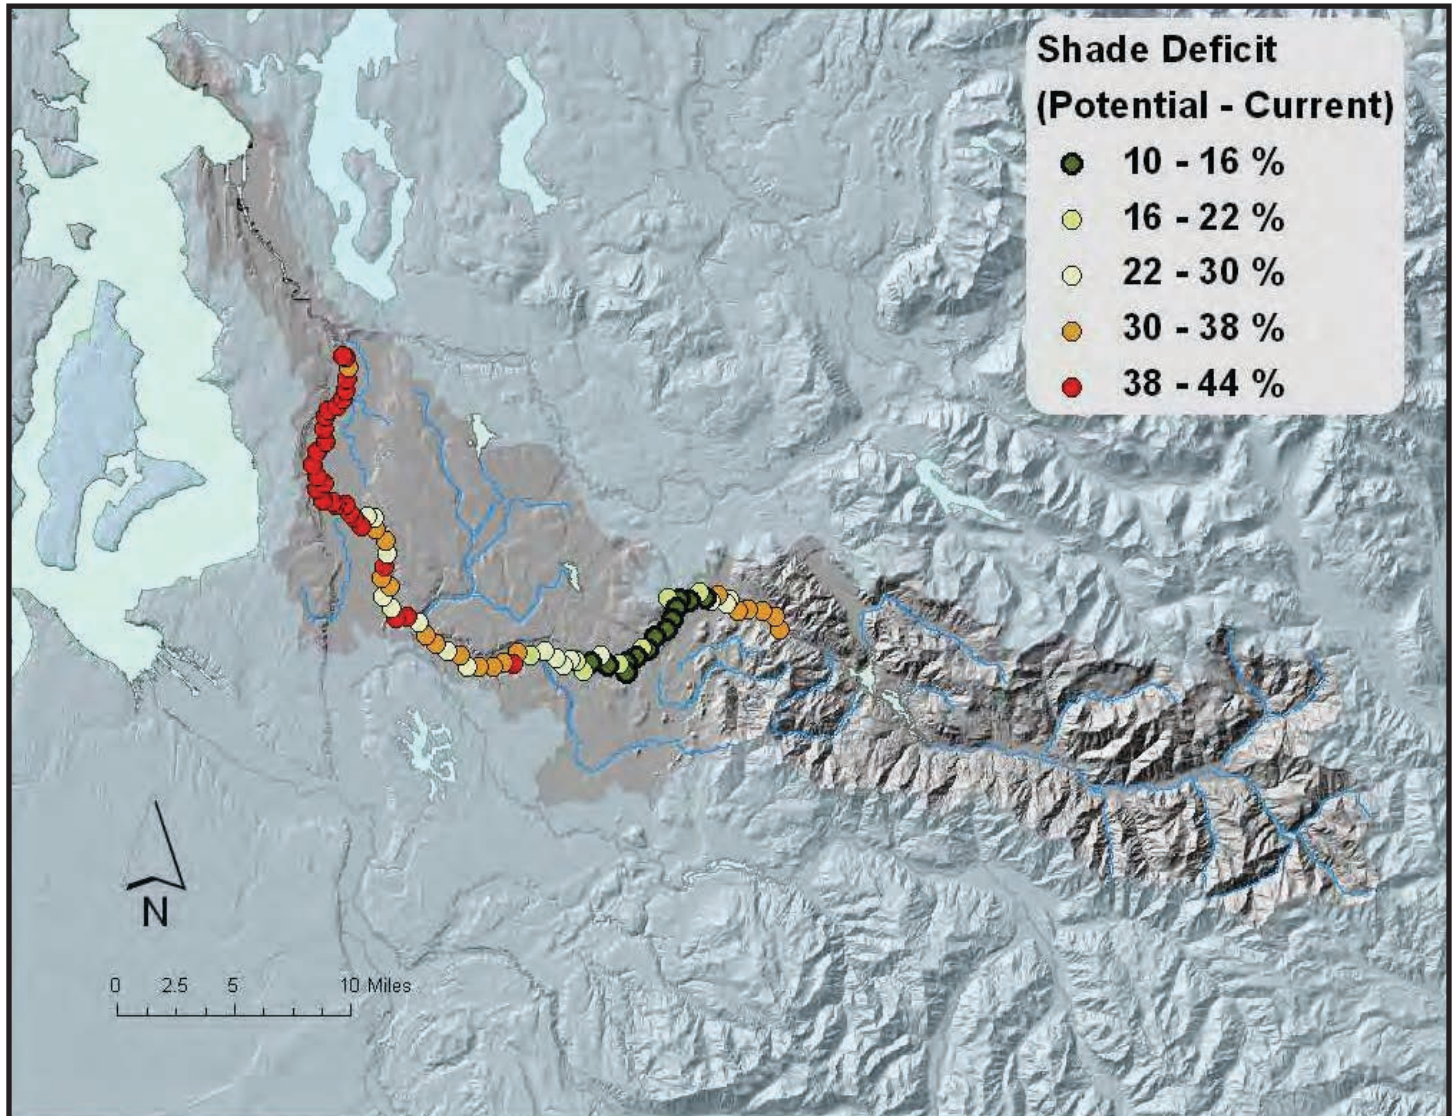 Shade Deficit
(Potential - Current)
10 - 16 %
16 - 22 %
22 - 30 %
30 - 38 %
38 - 44 %
N
0 2.5 5 10 Miles